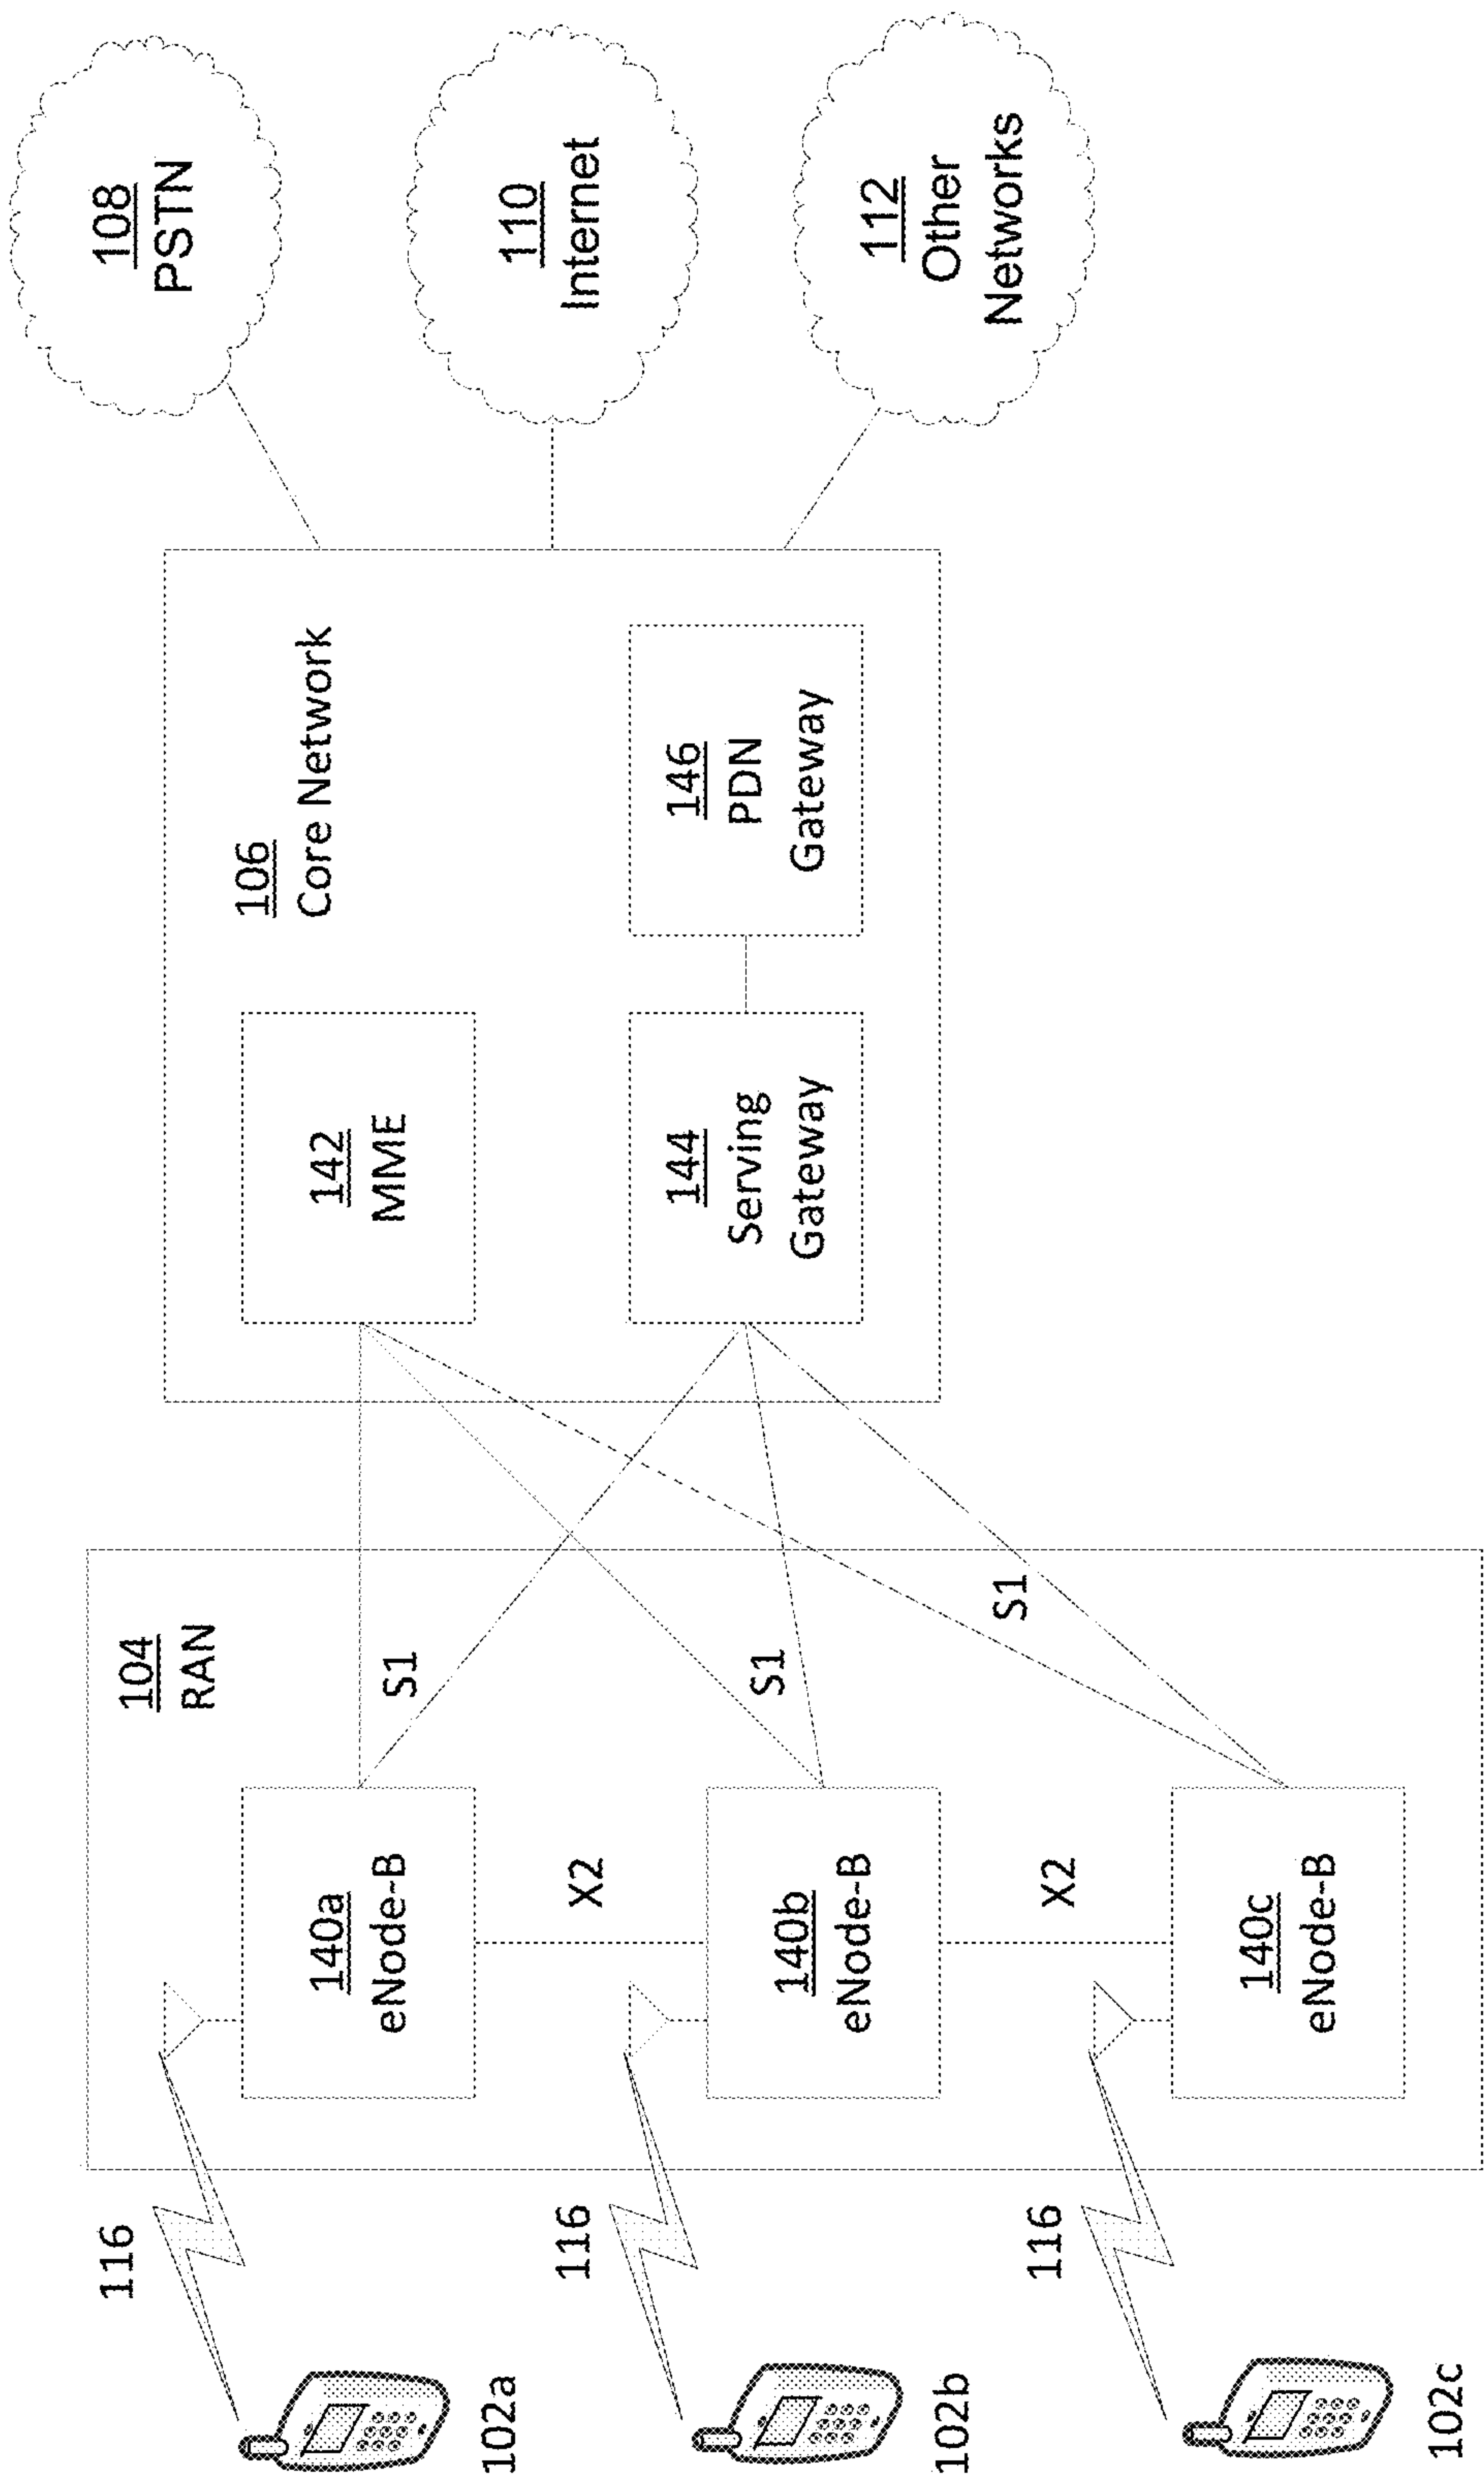 116
102a
116
102b
116
102c
104
RAN
140a
eNode-B
X2
140b
eNode-B
X2
140c
eNode-B
S1
S1
S1
106
Core Network
142
MME
144
Serving
Gateway
146
PDN
Gateway
108
PSTN
110
Internet
112
Other
Networks